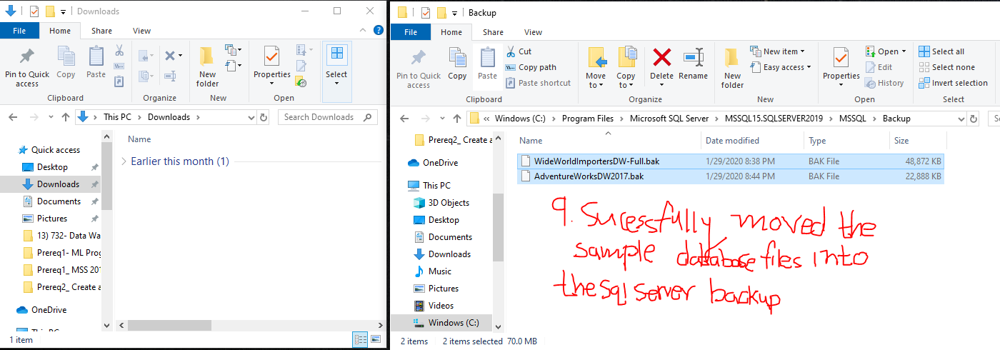 Downloads
File Home Share View
Pin to Quick access
Copy
Paste
Clipboard
Organize
New folder
New
Properties
Open
Select
This PC > Downloads >
Search Downloads
Quick access
Desktop
Downloads
Documents
Pictures
13) 732- Data Wa
Prereq1- ML Prog
Prereq1_ MSS 201
Prereq2_ Create a
OneDrive
This PC
Name
Earlier this month (1)
1 item
Backup
File Home Share View
Pin to Quick access
Copy
Paste
Cut
Copy path
Paste shortcut
Clipboard
Move to
Copy to
Delete
Rename
Organize
New folder
New item
Easy access
New
Properties
Open
Edit
History
Open
Select all
Select none
Invert selection
Select
« Windows (C:) > Program Files > Microsoft SQL Server > MSSQL15.SQLSERVER2019 > MSSQL > Backup
Se
Prereq2_ Create a
OneDrive
This PC
3D Objects
Desktop
Documents
Downloads
Music
Pictures
Videos
Windows (C:)
Name Date modified Type Size
WideWorldImportersDW-Full.bak 1/29/2020 8:38 PM BAK File 48,872 KB
AdventureWorksDW2017.bak 1/29/2020 8:44 PM BAK File 22,888 KB
9. Sucessfully moved the
sample database files into
the sql server backup
2 items 2 items selected 70.0 MB